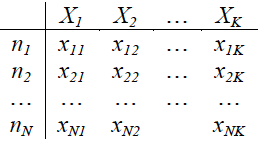 X1 X2 ... XK
n1 x11 x12 ... x1K
n2 x21 x22 ... x2K
... ... ... ... ...
nN xN1 xN2 xNK